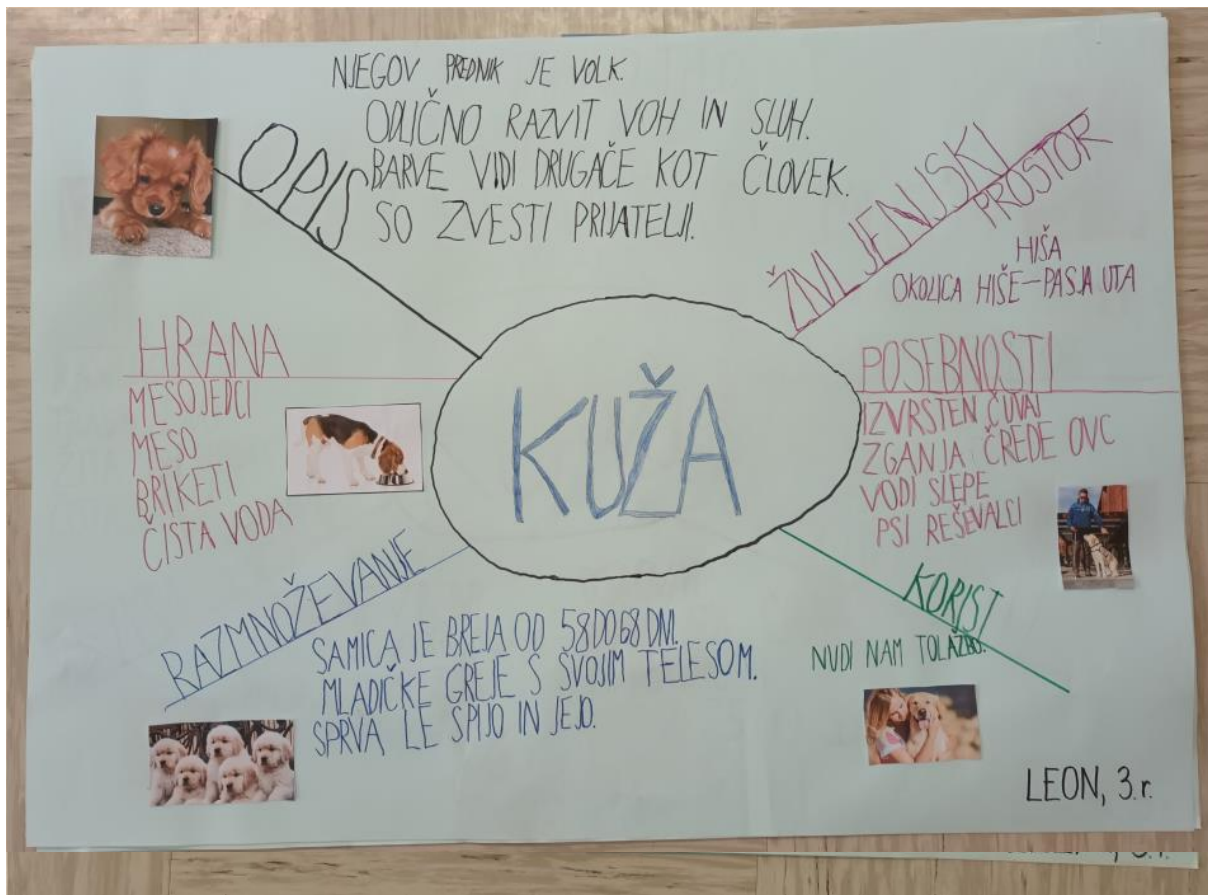 NJEGOV PREDNIK JE VOLK.
ODLIČNO RAZVIT VOH IN SLUH.
BARVE VIDI DRUGAČE KOT ČLOVEK.
SO ZVESTI PRIJATELJI.
OPIS
ŽIVLJENJSKI
PROSTOR
HIŠA
OKOLICA HIŠE-PASJA UTA
HRANA
MESOJEDCI
MESO
BRIKETI
ČISTA VODA
KUŽA
POSEBNOSTI
IZVRSTEN ČUVAJ
ZGANJA ČREDE OVC
VODI SLEPE
PSI REŠEVALCI
RAZMNOŽEVANJE
SAMICA JE BREJA OD 58 DO 68 DNI.
MLADIČKE GREJE S SVOJIM TELESOM.
SPRVA LE SPIJO IN JEJO.
KORIST
NUDI NAM TOLAŽBO.
LEON, 3.r.